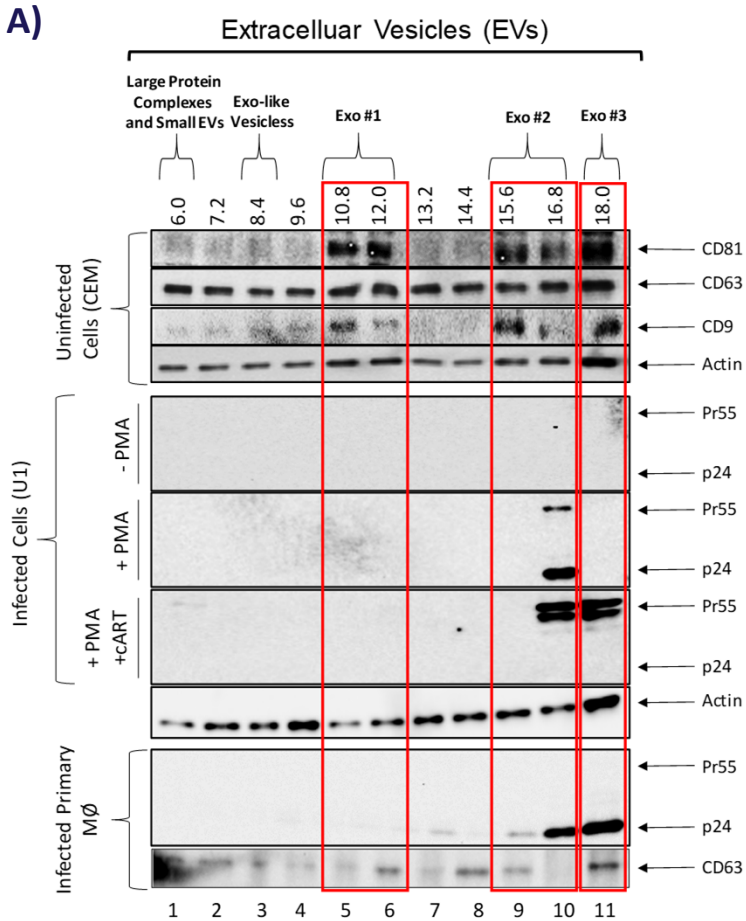 A)
Extracelluar Vesicles (EVs)
Large Protein
Complexes
and Small EVs
Exo-like
Vesicless
Exo #1
Exo #2
Exo #3
6.0 7.2 8.4 9.6 10.8 12.0 13.2 14.4 15.6 16.8 18.0
Uninfected
Cells (CEM)
CD81
CD63
CD9
Actin
Infected Cells (U1)
- PMA
Pr55
p24
+ PMA
Pr55
p24
+ PMA
+cART
Pr55
p24
Actin
Infected Primary
MØ
Pr55
p24
CD63
1 2 3 4 5 6 7 8 9 10 11